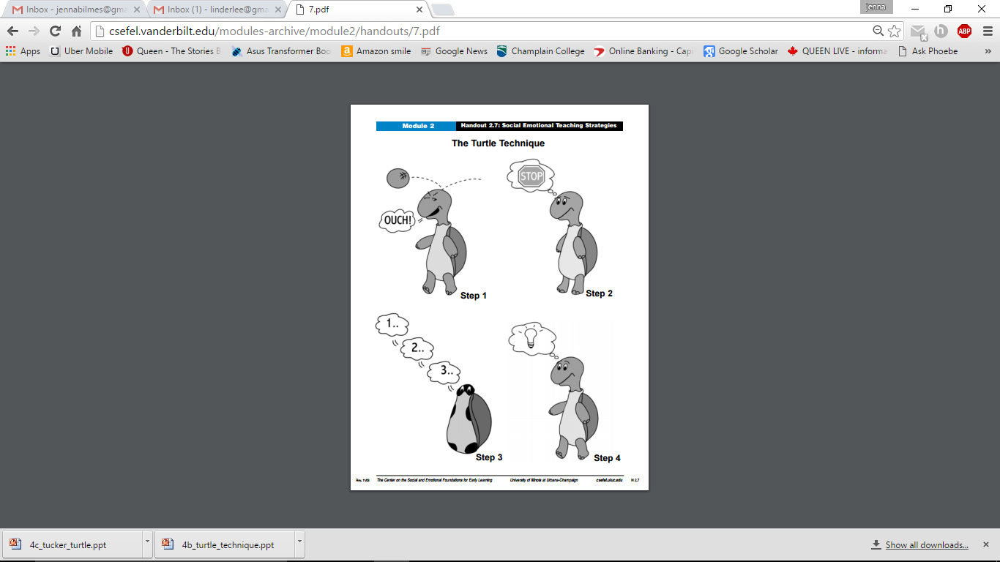 Inbox - jennabilmes@gma
Inbox (1) - linderlee@gma
7.pdf
jenna
csefel.vanderbilt.edu/modules-archive/module2/handouts/7.pdf
ABP
Apps
Uber Mobile
Queen - The Stories B
Asus Transformer Boo
Amazon smile
Google News
Champlain College
Online Banking - Capi
Google Scholar
QUEEN LIVE - informa
Ask Phoebe
»
Module 2
Handout 2.7: Social Emotional Teaching Strategies
The Turtle Technique
OUCH!
Step 1
STOP
Step 2
1..
2..
3..
Step 3
Step 4
The Center on the Social and Emotional Foundations for Early Learning
University of Illinois at Urbana-Champaign
csefel.uiuc.edu
H 2.7
4c_tucker_turtle.ppt
4b_turtle_technique.ppt
Show all downloads...